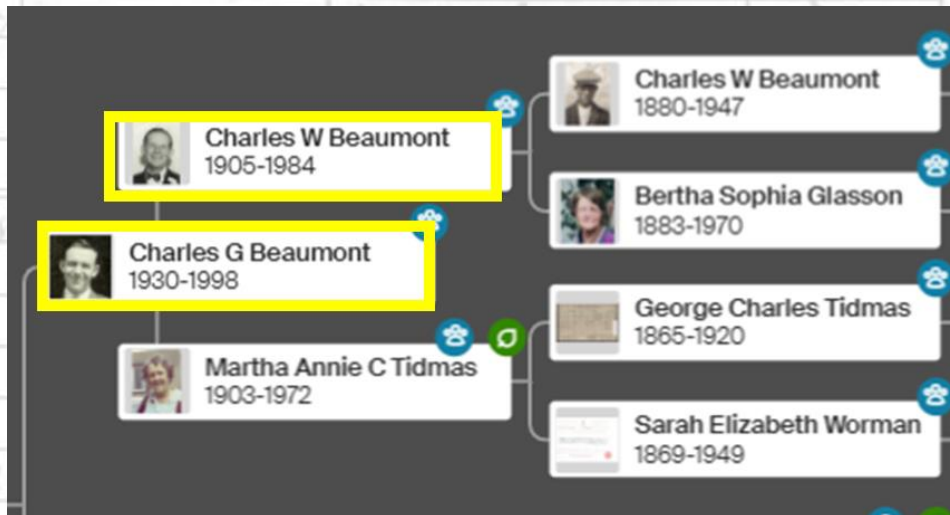 Charles W Beaumont
1880-1947
Charles W Beaumont
1905-1984
Bertha Sophia Glasson
1883-1970
Charles G Beaumont
1930-1998
George Charles Tidmas
1865-1920
Martha Annie C Tidmas
1903-1972
Sarah Elizabeth Worman
1869-1949